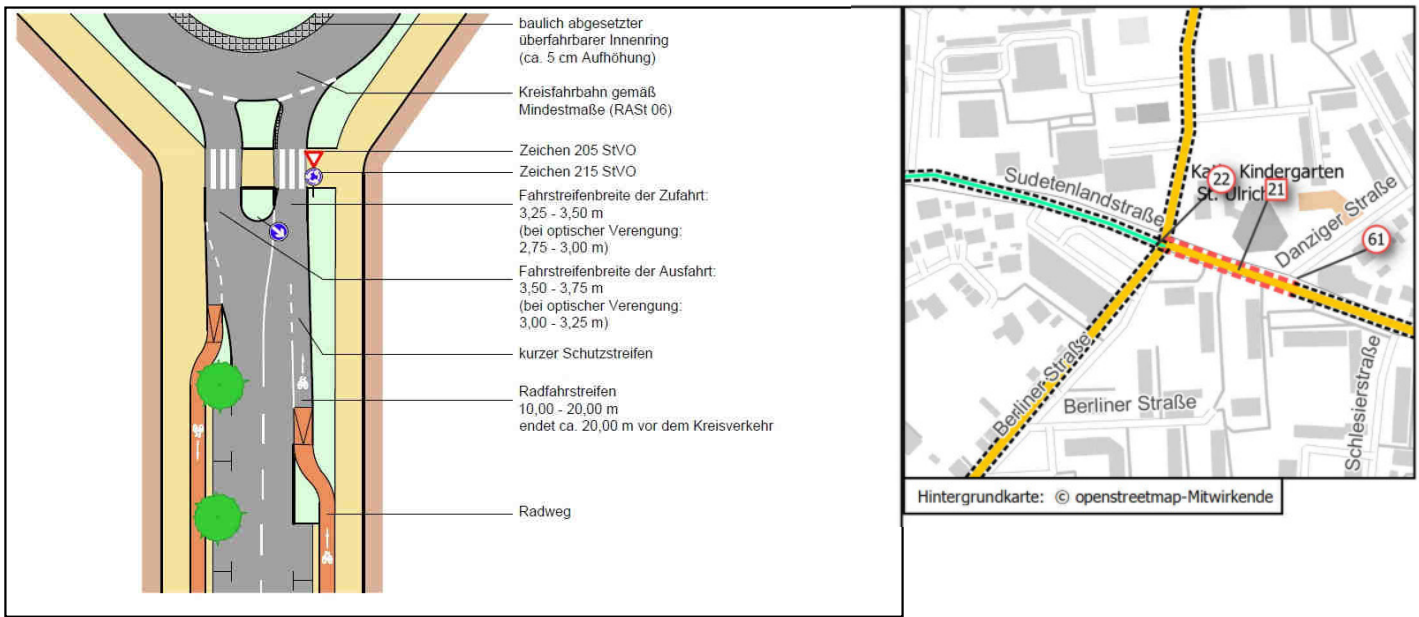 baulich abgesetzter
überfahrbarer Innenring
(ca. 5 cm Aufhöhung)
Kreisfahrbahn gemäß
Mindestmaße (RASt 06)
Zeichen 205 StVO
Zeichen 215 StVO
Fahrstreifenbreite der Zufahrt:
3,25 - 3,50 m
(bei optischer Verengung:
2,75 - 3,00 m)
Fahrstreifenbreite der Ausfahrt:
3,50 - 3,75 m
(bei optischer Verengung:
3,00 - 3,25 m)
kurzer Schutzstreifen
Radfahrstreifen
10,00 - 20,00 m
endet ca. 20,00 m vor dem Kreisverkehr
Radweg
Sudetenlandstraße
Kindergarten
St. Ulrich
22
21
61
Danziger Straße
Berliner Straße
Berliner Straße
Schlesierstraße
Hintergrundkarte: © openstreetmap-Mitwirkende